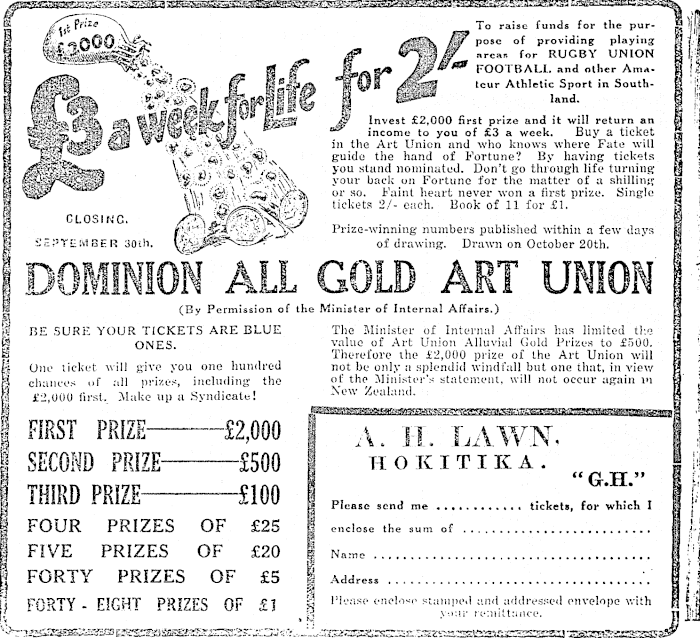 1st Prize
£2000
£3 a week for Life for 2/-
To raise funds for the pur-
pose of providing playing
areas for RUGBY UNION
FOOTBALL and other Ama-
teur Athletic Sport in South-
land.
Invest £2,000 first prize and it will return an
income to you of £3 a week. Buy a ticket
in the Art Union and who knows where Fate will
guide the hand of Fortune? By having tickets
you stand nominated. Don't go through life turning
your back on Fortune for the matter of a shilling
or so. Faint heart never won a first prize. Single
tickets 2/- each. Book of 11 for £1.
CLOSING.
SEPTEMBER 30th.
Prize-winning numbers published within a few days
of drawing. Drawn on October 20th.
DOMINION ALL GOLD ART UNION
(By Permission of the Minister of Internal Affairs.)
BE SURE YOUR TICKETS ARE BLUE
ONES.
One ticket will give you one hundred
chances of all prizes, including the
£2,000 first. Make up a Syndicate!
The Minister of Internal Affairs has limited the
value of Art Union Alluvial Gold Prizes to £500.
Therefore the £2,000 prize of the Art Union will
not be only a splendid windfall but one that, in view
of the Minister's statement, will not occur again in
New Zealand.
FIRST PRIZE——£2,000
SECOND PRIZE——£500
THIRD PRIZE——£100
FOUR PRIZES OF £25
FIVE PRIZES OF £20
FORTY PRIZES OF £5
FORTY-EIGHT PRIZES OF £1
A. H. LAWN.
HOKITIKA.
"G.H."
Please send me ............ tickets, for which I
enclose the sum of ............................
Name ..........................................
Address .......................................
Please enclose stamped and addressed envelope with
your remittance.